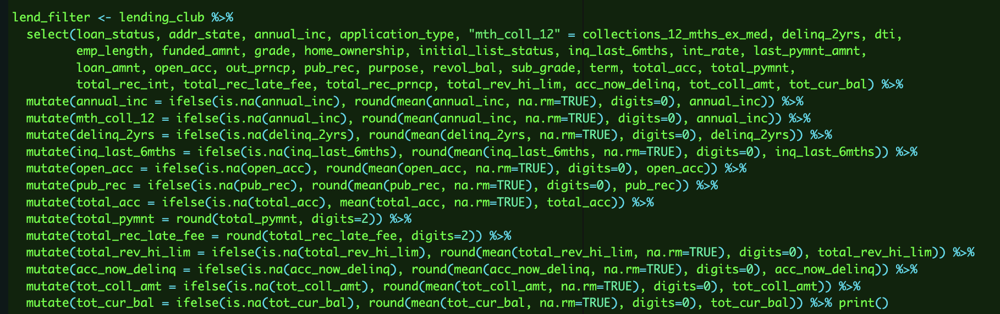 lend_filter <- lending_club %>%
  select(loan_status, addr_state, annual_inc, application_type, "mth_coll_12" = collections_12_mths_ex_med, delinq_2yrs, dti,
         emp_length, funded_amnt, grade, home_ownership, initial_list_status, inq_last_6mths, int_rate, last_pymnt_amnt,
         loan_amnt, open_acc, out_prncp, pub_rec, purpose, revol_bal, sub_grade, term, total_acc, total_pymnt,
         total_rec_int, total_rec_late_fee, total_rec_prncp, total_rev_hi_lim, acc_now_delinq, tot_coll_amt, tot_cur_bal) %>%
  mutate(annual_inc = ifelse(is.na(annual_inc), round(mean(annual_inc, na.rm=TRUE), digits=0), annual_inc)) %>%
  mutate(mth_coll_12 = ifelse(is.na(annual_inc), round(mean(annual_inc, na.rm=TRUE), digits=0), annual_inc)) %>%
  mutate(delinq_2yrs = ifelse(is.na(delinq_2yrs), round(mean(delinq_2yrs, na.rm=TRUE), digits=0), delinq_2yrs)) %>%
  mutate(inq_last_6mths = ifelse(is.na(inq_last_6mths), round(mean(inq_last_6mths, na.rm=TRUE), digits=0), inq_last_6mths)) %>%
  mutate(open_acc = ifelse(is.na(open_acc), round(mean(open_acc, na.rm=TRUE), digits=0), open_acc)) %>%
  mutate(pub_rec = ifelse(is.na(pub_rec), round(mean(pub_rec, na.rm=TRUE), digits=0), pub_rec)) %>%
  mutate(total_acc = ifelse(is.na(total_acc), mean(total_acc, na.rm=TRUE), total_acc)) %>%
  mutate(total_pymnt = round(total_pymnt, digits=2)) %>%
  mutate(total_rec_late_fee = round(total_rec_late_fee, digits=2)) %>%
  mutate(total_rev_hi_lim = ifelse(is.na(total_rev_hi_lim), round(mean(total_rev_hi_lim, na.rm=TRUE), digits=0), total_rev_hi_lim)) %>%
  mutate(acc_now_delinq = ifelse(is.na(acc_now_delinq), round(mean(acc_now_delinq, na.rm=TRUE), digits=0), acc_now_delinq)) %>%
  mutate(tot_coll_amt = ifelse(is.na(tot_coll_amt), round(mean(tot_coll_amt, na.rm=TRUE), digits=0), tot_coll_amt)) %>%
  mutate(tot_cur_bal = ifelse(is.na(tot_cur_bal), round(mean(tot_cur_bal, na.rm=TRUE), digits=0), tot_cur_bal)) %>% print()